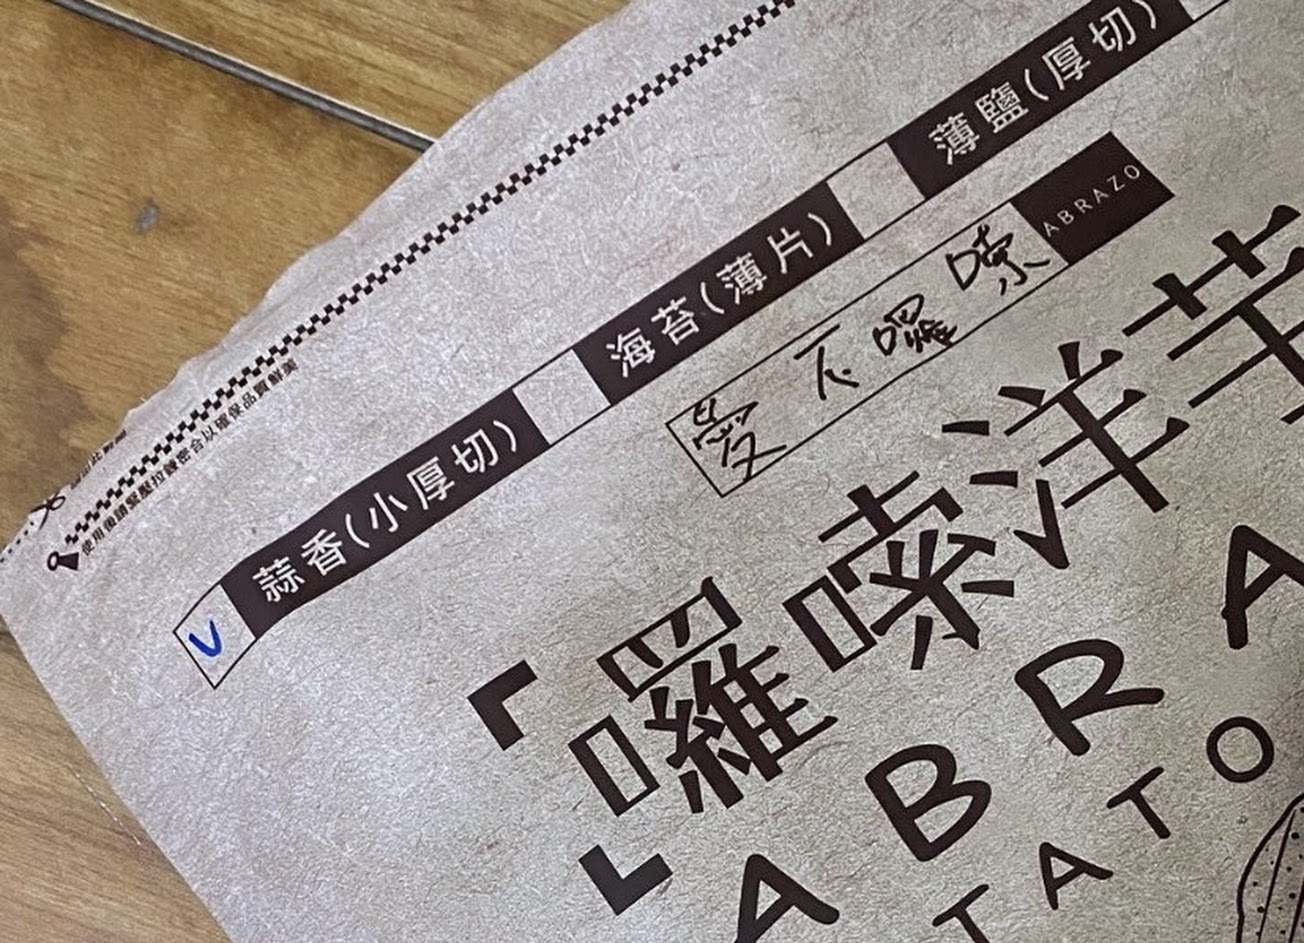 使用後請緊壓拉鏈密合以確保品質鮮美
V 蒜香(小厚切) 海苔(薄片) 薄鹽(厚切)
愛不囉嗦 ABRAZO
「囉嗦」洋芋
ABRA
TATO